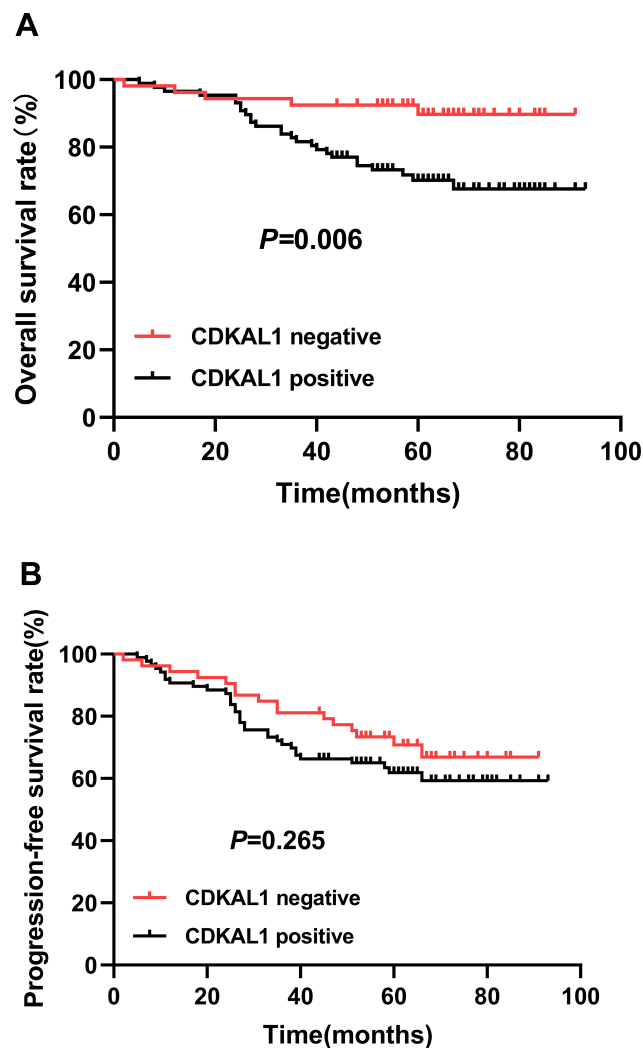 A
Overall survival rate（%）
100
80
60
40
20
0
P=0.006
CDKAL1 negative
CDKAL1 positive
0 20 40 60 80 100
Time(months)
B
Progression-free survival rate(%)
100
80
60
40
20
0
P=0.265
CDKAL1 negative
CDKAL1 positive
0 20 40 60 80 100
Time(months)